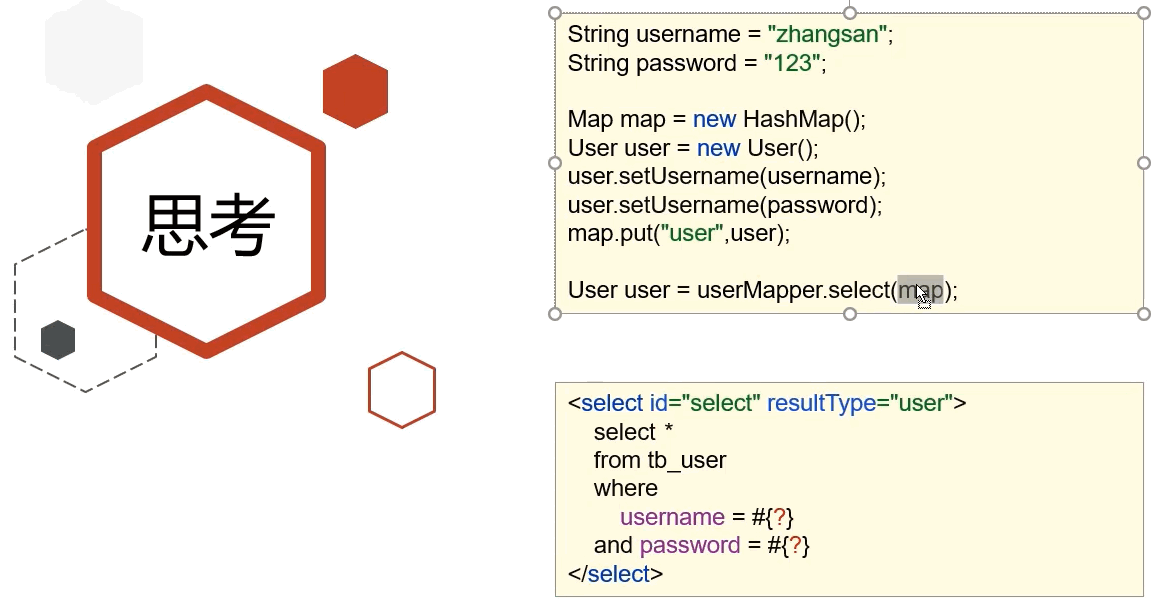 思考
String username = "zhangsan";
String password = "123";
Map map = new HashMap();
User user = new User();
user.setUsername(username);
user.setUsername(password);
map.put("user",user);
User user = userMapper.select(map);
<select id="select" resultType="user">
select *
from tb_user
where
username = #{?}
and password = #{?}
</select>